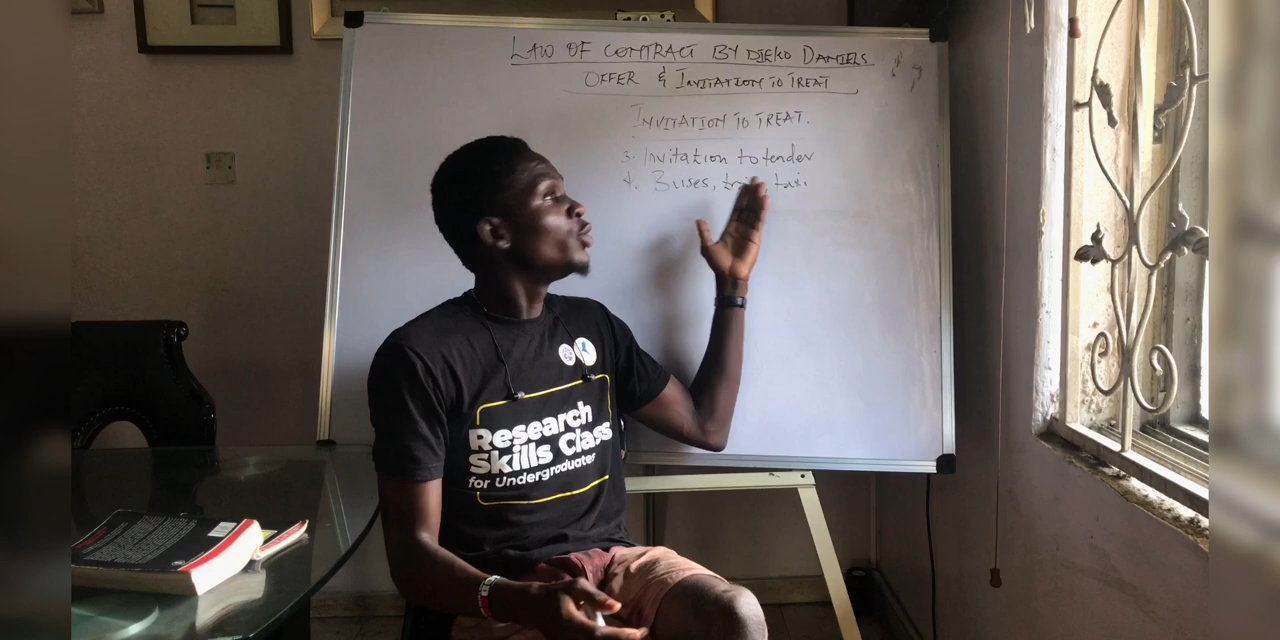 LAW OF CONTRACT BY DJEKO DANIELS
OFFER & INVITATION TO TREAT
INVITATION TO TREAT.
3. Invitation to tender
4. Buses, taxi.
Research
Skills Class
for Undergraduates